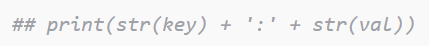 ## print(str(key) + ':' + str(val))